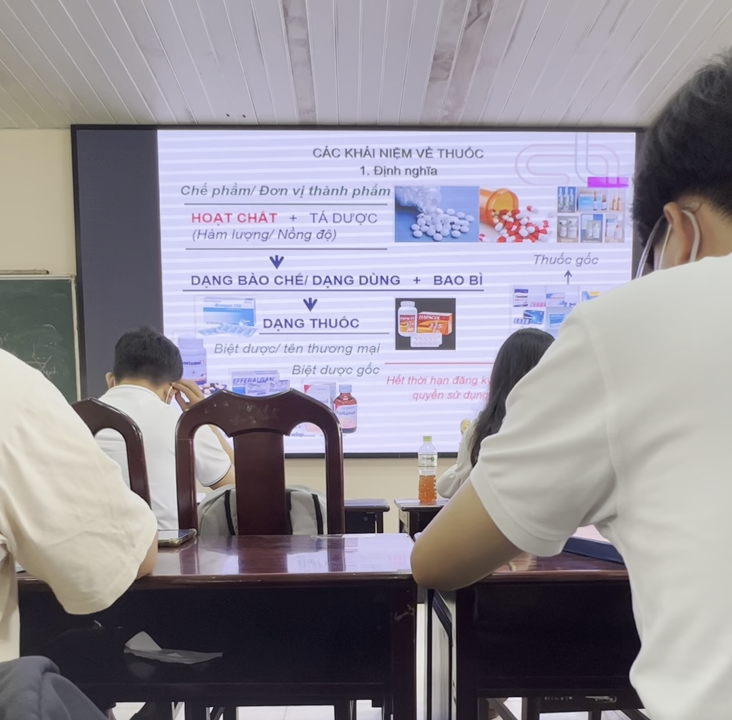 CÁC KHÁI NIỆM VỀ THUỐC
1. Định nghĩa
Chế phẩm/ Đơn vị thành phẩm
HOẠT CHẤT + TÁ DƯỢC
(Hàm lượng/ Nồng độ)
Thuốc gốc
DẠNG BÀO CHẾ/ DẠNG DÙNG + BAO BÌ
DẠNG THUỐC
Biệt dược/ tên thương mại
Biệt dược gốc
Hết thời hạn đăng ký
quyền sử dụng
EFFERALGAN